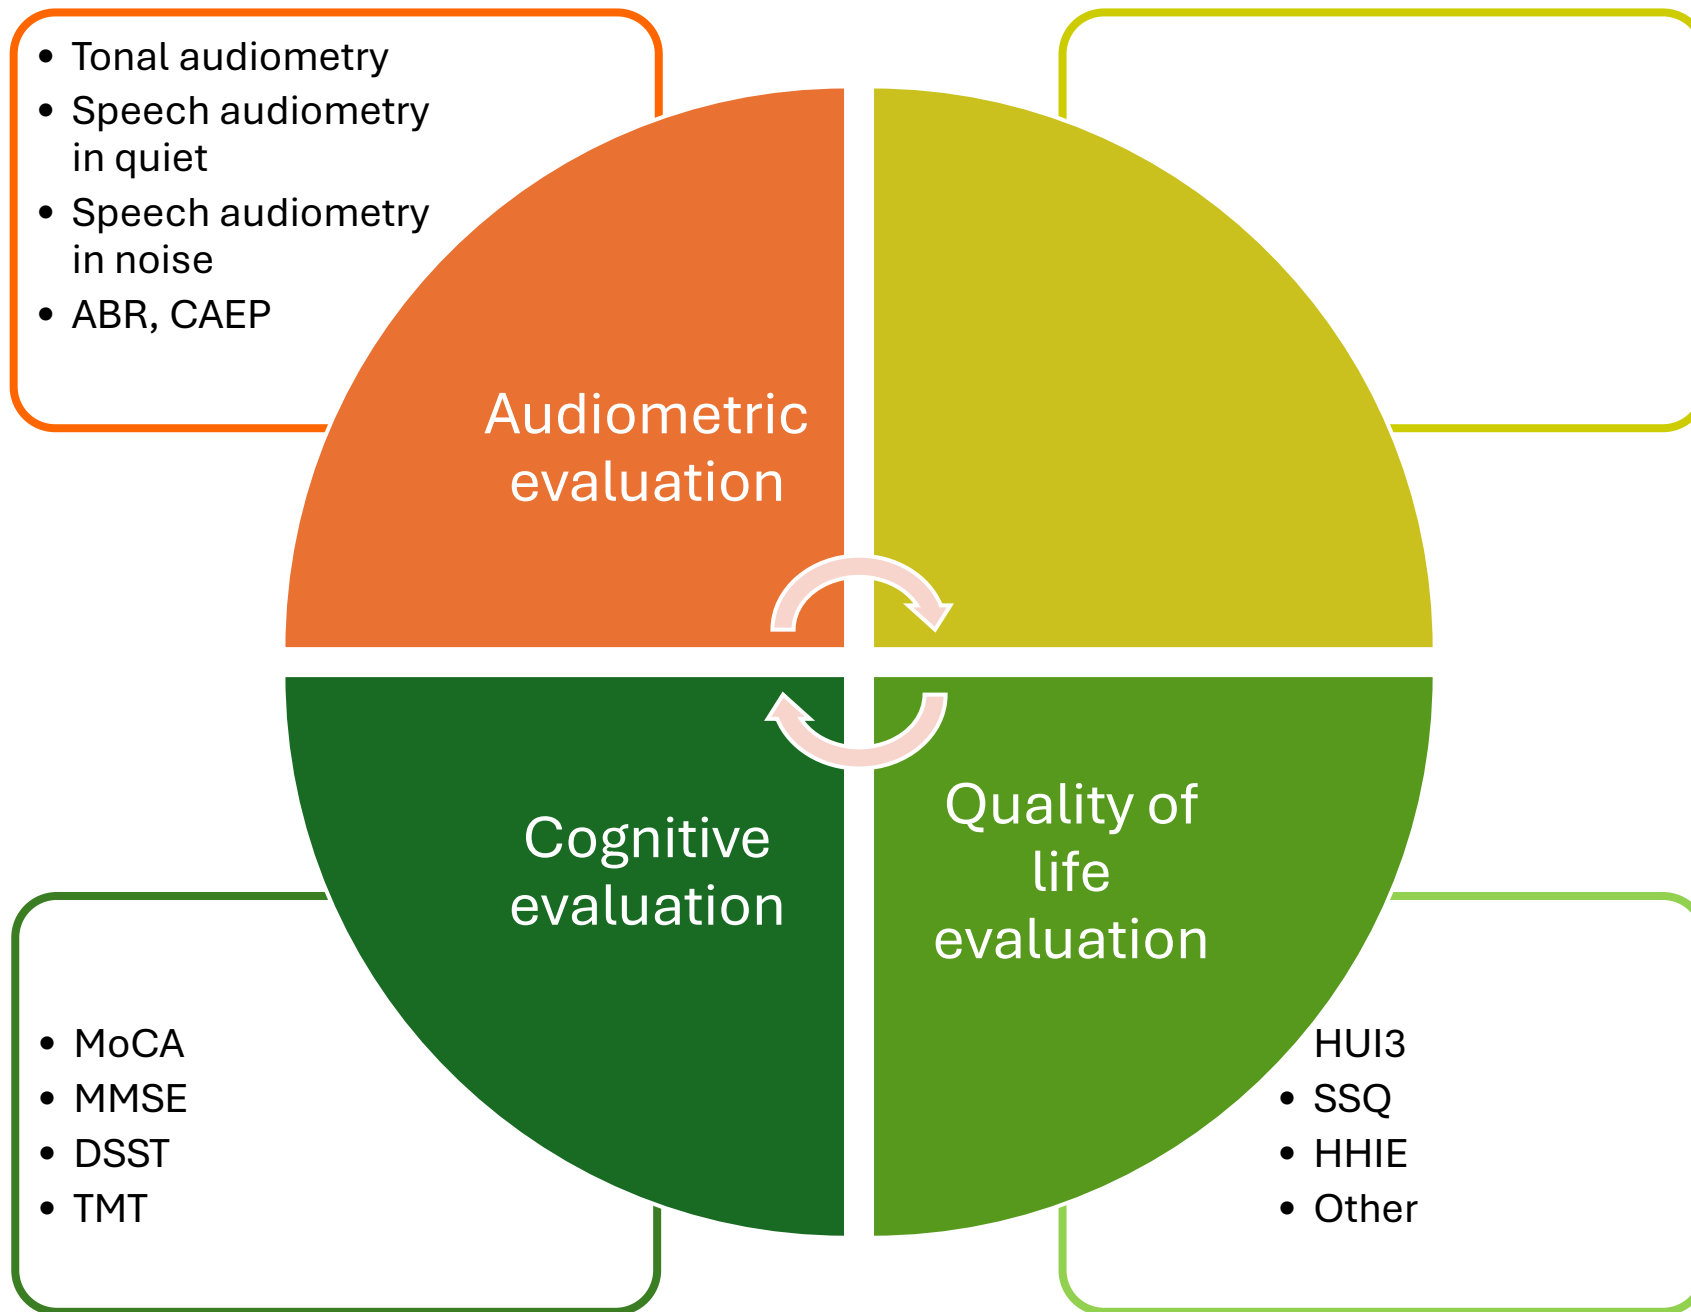 • Tonal audiometry
• Speech audiometry
in quiet
• Speech audiometry
in noise
• ABR, CAEP
Audiometric
evaluation
Cognitive
evaluation
Quality of
life
evaluation
• MoCA
• MMSE
• DSST
• TMT
HUI3
• SSQ
• HHIE
• Other